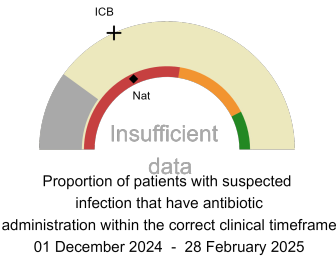 ICB
Nat
Insufficient
data
Proportion of patients with suspected
infection that have antibiotic
administration within the correct clinical timeframe
01 December 2024 - 28 February 2025